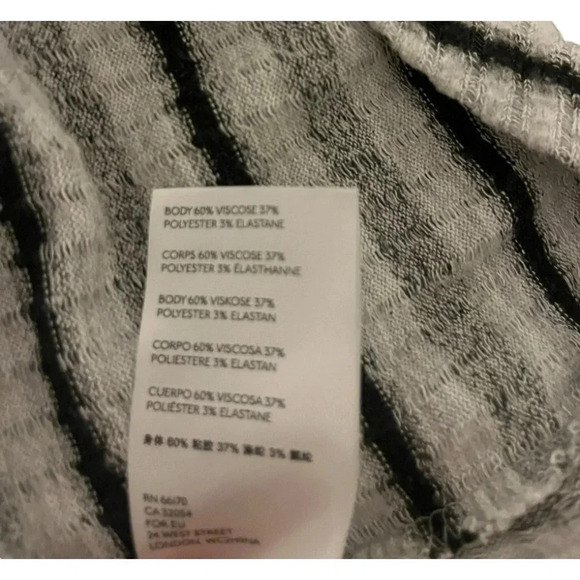 BODY 60% VISCOSE 37%
POLYESTER 3% ELASTANE
CORPS 60% VISCOSE 37%
POLYESTER 3% ÉLASTHANNE
BODY 60% VISKOSE 37%
POLYESTER 3% ELASTAN
CORPO 60% VISCOSA 37%
POLIESTERE 3% ELASTAN
CUERPO 60% VISCOSA 37%
POLIÉSTER 3% ELASTANE
身体 60% 粘胶 37% 涤纶 3%
RN 66170
CA 32054
FOR EU
24 WEST STREET
LONDON,